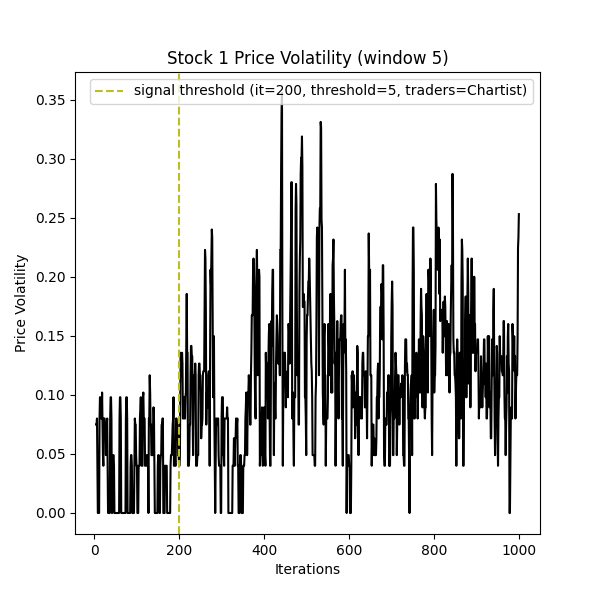 Stock 1 Price Volatility (window 5)
signal threshold (it=200, threshold=5, traders=Chartist)
Price Volatility
0.35
0.30
0.25
0.20
0.15
0.10
0.05
0.00
0 200 400 600 800 1000
Iterations